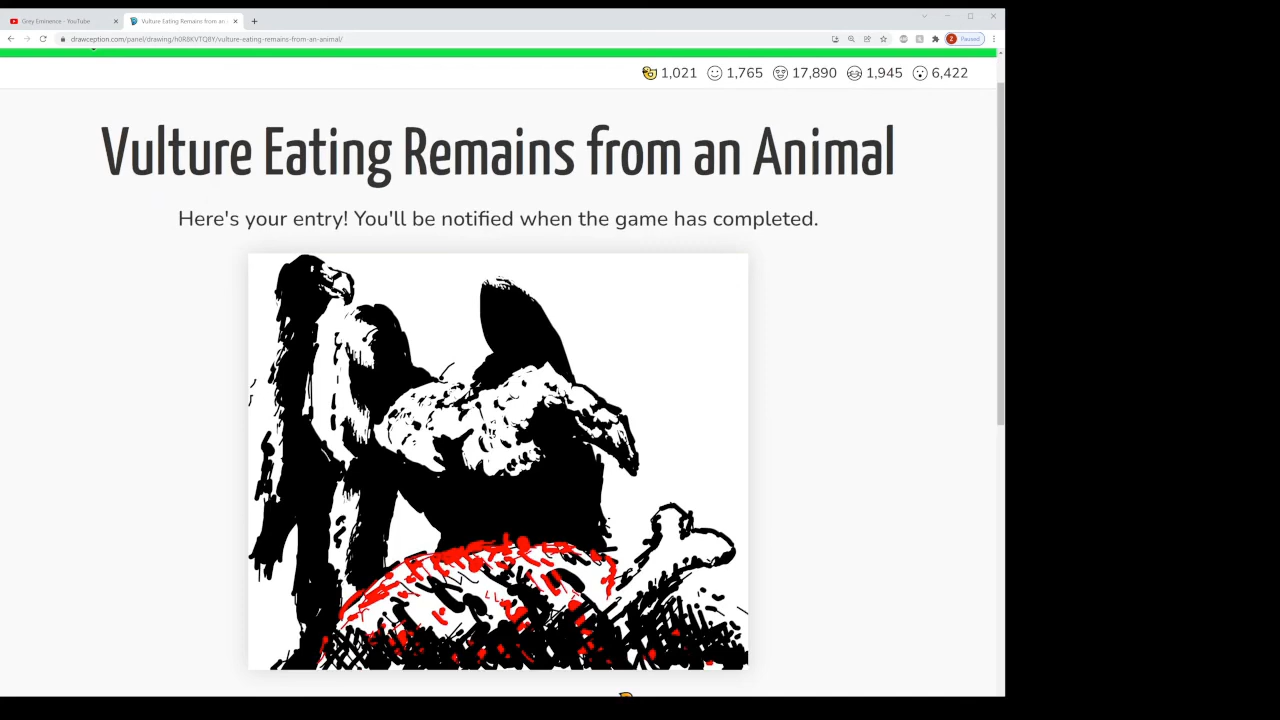 Grey Eminence - YouTube
Vulture Eating Remains from an
drawception.com/panel/drawing/h0R8KVTQ8Y/vulture-eating-remains-from-an-animal/
Z Paused
1,021 1,765 17,890 1,945 6,422
Vulture Eating Remains from an Animal
Here's your entry! You'll be notified when the game has completed.